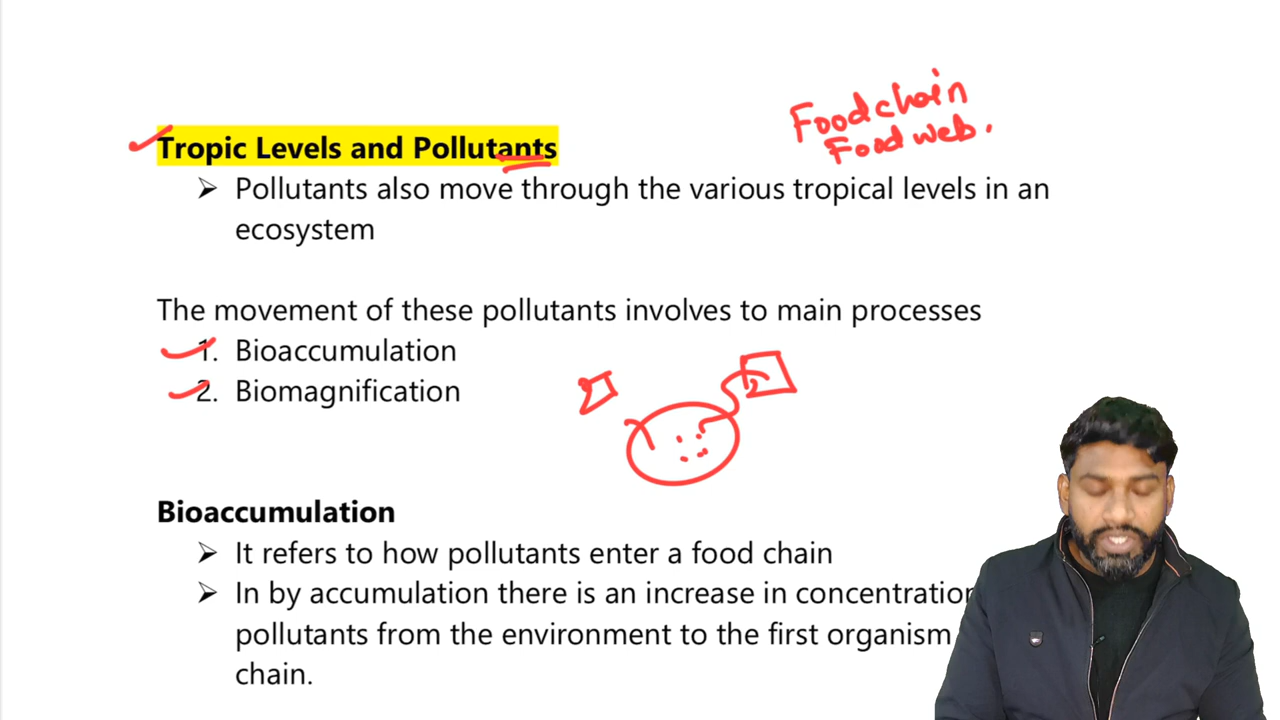 Food chain
Food web.
Tropic Levels and Pollutants
➤ Pollutants also move through the various tropical levels in an
ecosystem
The movement of these pollutants involves to main processes
1. Bioaccumulation
2. Biomagnification
Bioaccumulation
➤ It refers to how pollutants enter a food chain
➤ In by accumulation there is an increase in concentration
pollutants from the environment to the first organism
chain.